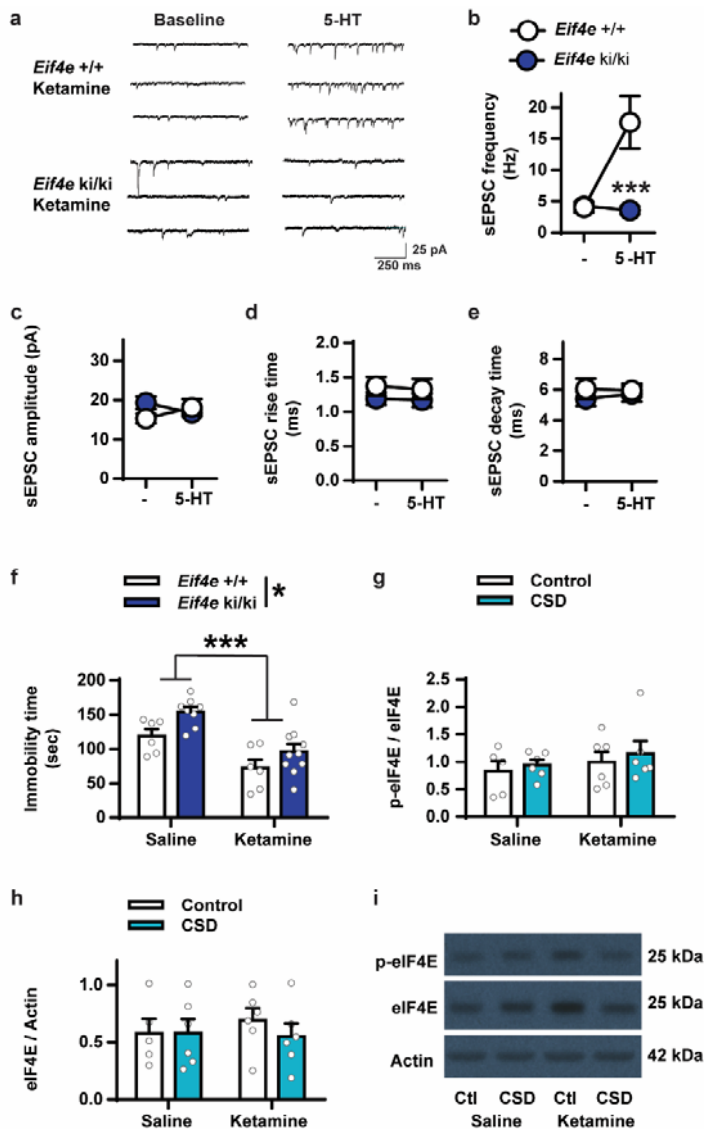 a
Baseline
5-HT
Eif4e +/+
Ketamine
Eif4e ki/ki
Ketamine
25 pA
250 ms
b
Eif4e +/+
Eif4e ki/ki
sEPSC frequency
(Hz)
20
15
10
5
0
***
-
5 -HT
c
sEPSC amplitude (pA)
30
20
10
0
-
5-HT
d
sEPSC rise time
(ms)
2.0
1.5
1.0
0.5
0.0
-
5-HT
e
sEPSC decay time
(ms)
8
6
4
2
0
-
5-HT
f
Eif4e +/+
Eif4e ki/ki
*
***
Immobility time
(sec)
200
150
100
50
0
Saline
Ketamine
g
Control
CSD
p-eIF4E / eIF4E
2.5
2.0
1.5
1.0
0.5
0.0
Saline
Ketamine
h
Control
CSD
eIF4E / Actin
1.0
0.5
0.0
Saline
Ketamine
i
p-eIF4E
25 kDa
eIF4E
25 kDa
Actin
42 kDa
Ctl CSD Ctl CSD
Saline Ketamine